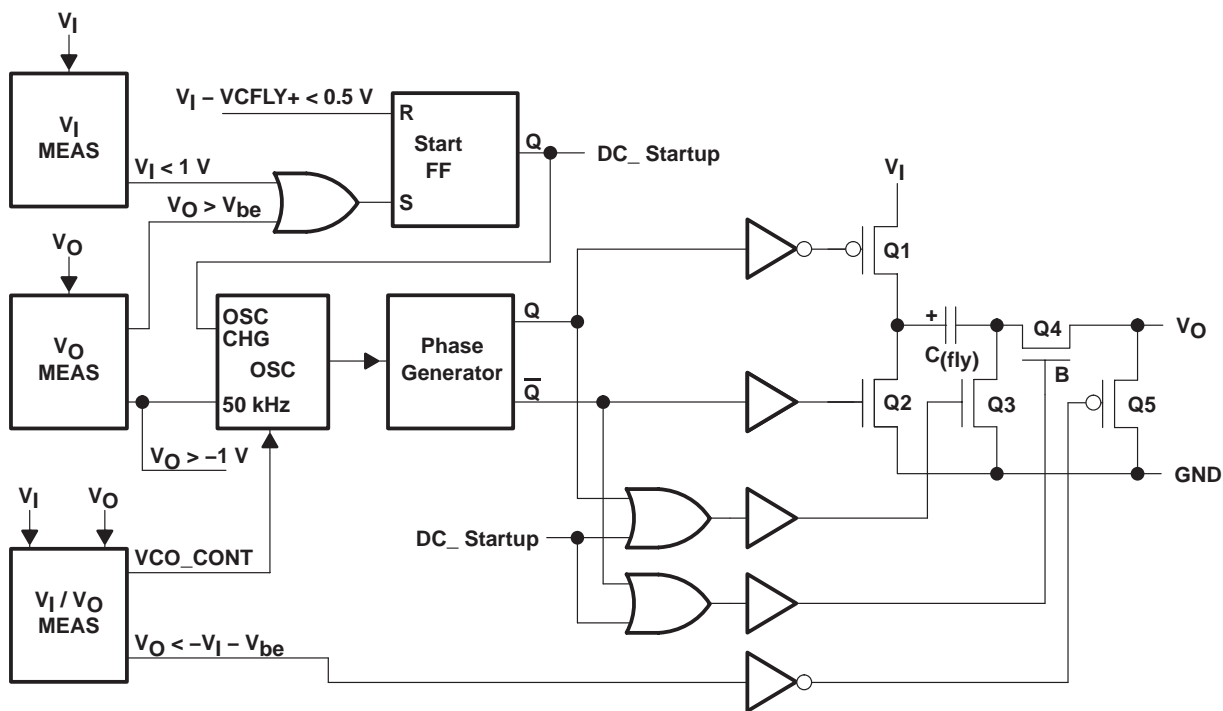 VI
VI
MEAS
VI < 1 V
VO > Vbe
VI – VCFLY+ < 0.5 V
R
Start
FF
S
Q
DC_ Startup
VO
VO
MEAS
VO > –1 V
OSC
CHG
OSC
50 kHz
Phase
Generator
Q
Q̅
VI
Q1
+
C(fly)
Q4
B
VO
Q2
Q3
Q5
GND
VI
VO
VI / VO
MEAS
VCO_CONT
VO < –VI – Vbe
DC_ Startup